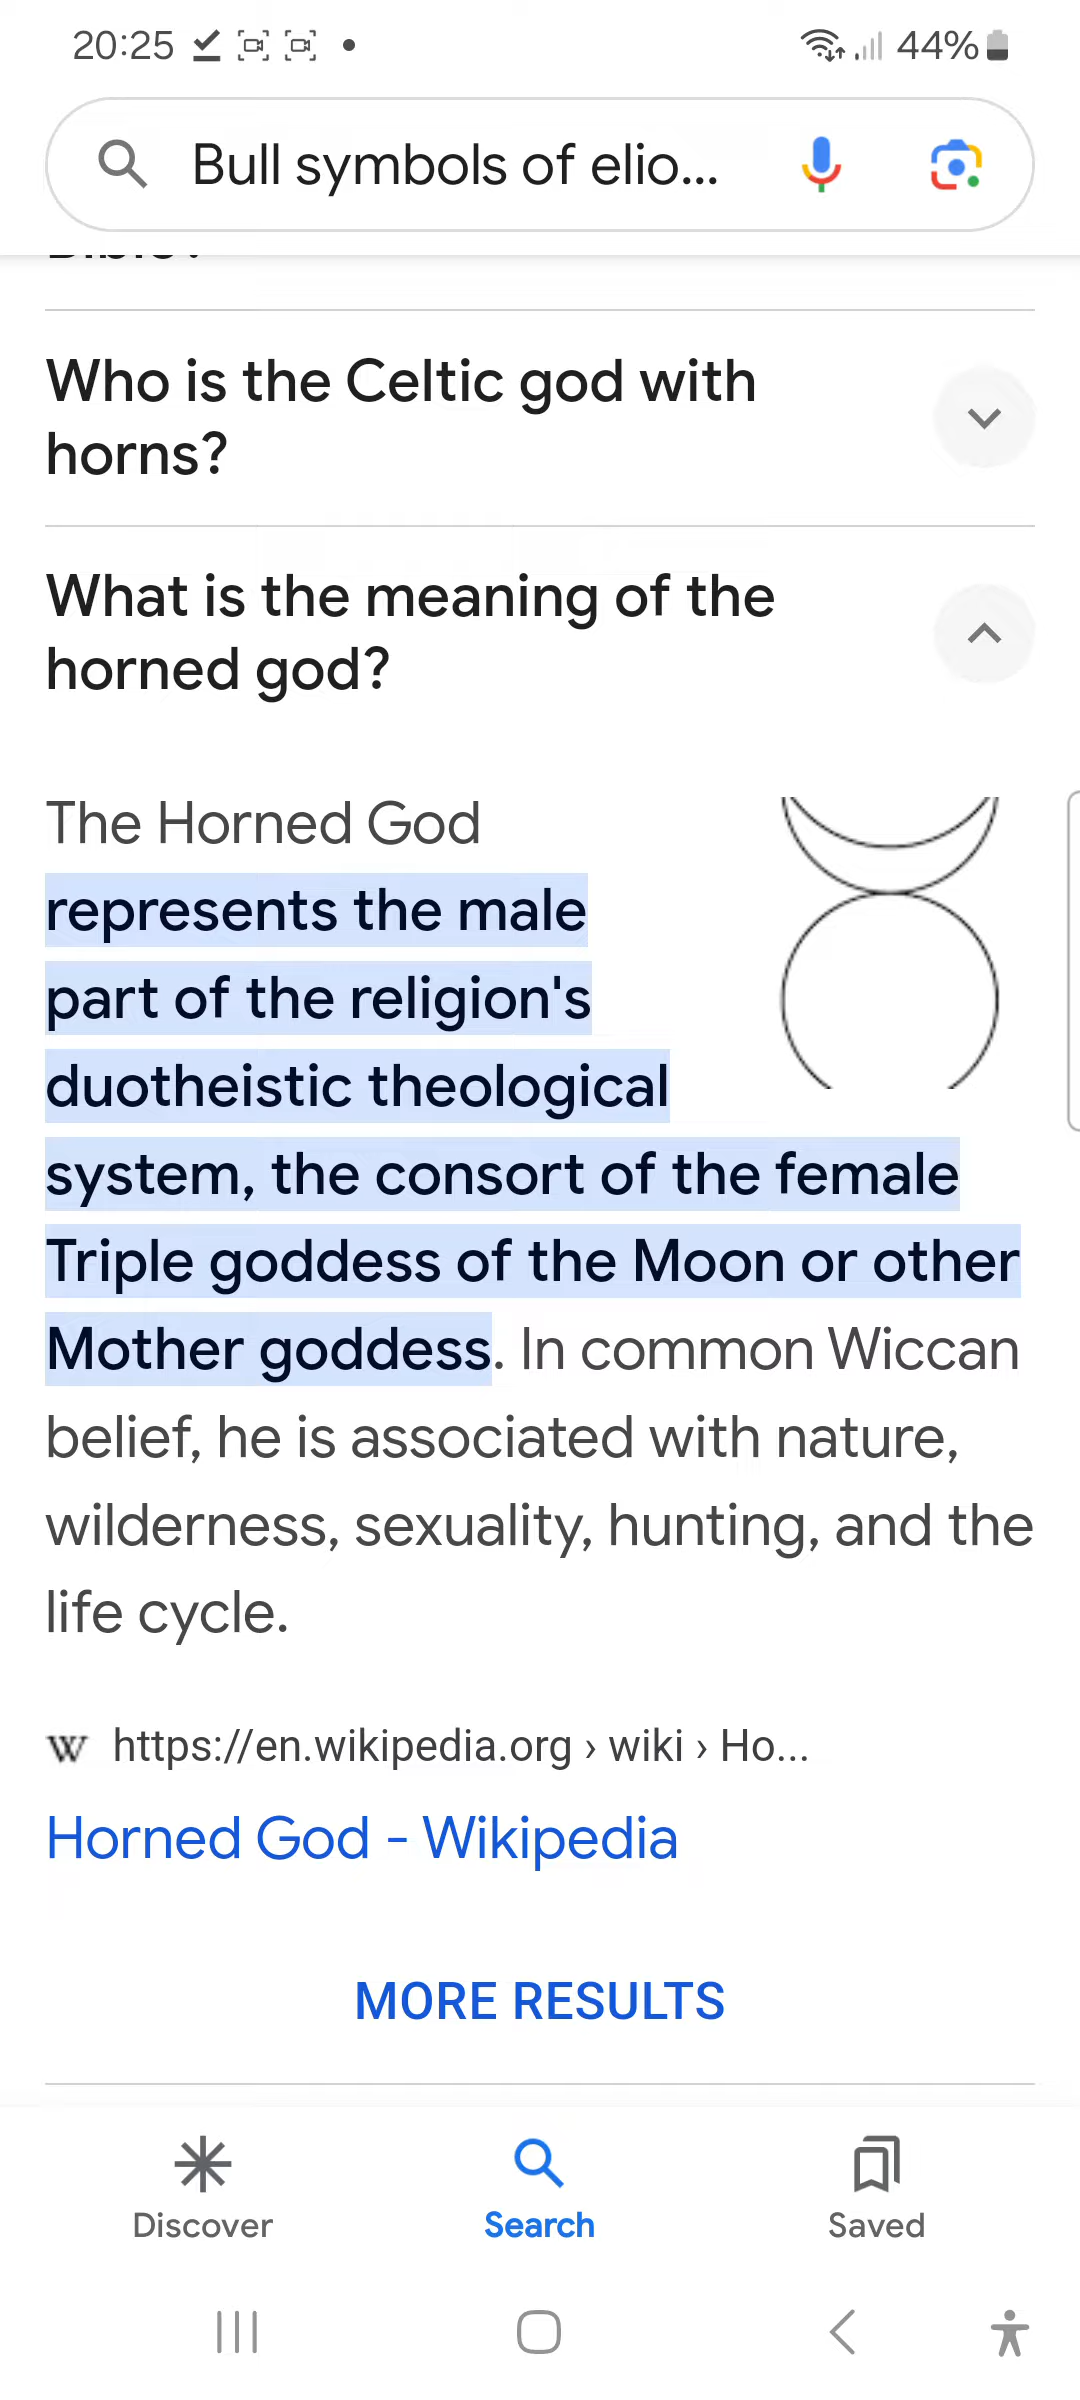 20:25
44%
Bull symbols of elio...
Who is the Celtic god with
horns?
What is the meaning of the
horned god?
The Horned God
represents the male
part of the religion's
duotheistic theological
system, the consort of the female
Triple goddess of the Moon or other
Mother goddess. In common Wiccan
belief, he is associated with nature,
wilderness, sexuality, hunting, and the
life cycle.
W https://en.wikipedia.org › wiki › Ho...
Horned God - Wikipedia
MORE RESULTS
Discover
Search
Saved